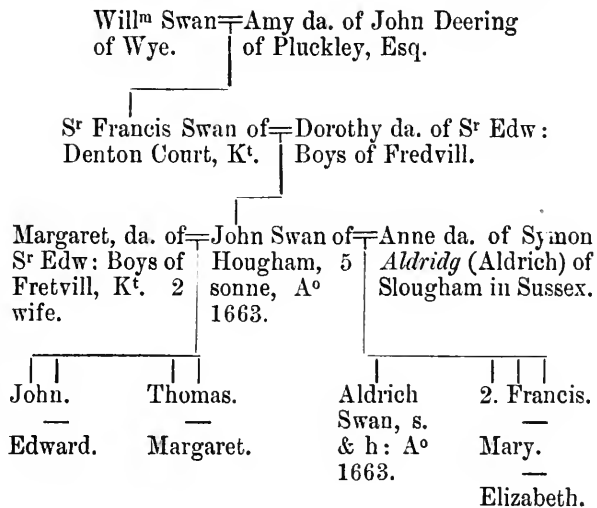 Willᵐ Swan Amy da. of John Deering
of Wye. of Pluckley, Esq.
Sʳ Francis Swan of Dorothy da. of Sʳ Edw:
Denton Court, Kᵗ. Boys of Fredvill.
Margaret, da. of
Sʳ Edw: Boys of
Fretvill, Kᵗ. 2
wife.
John Swan of
Hougham, 5
sonne, Aᵒ
1663.
Anne da. of Symon
Aldridg (Aldrich) of
Slougham in Sussex.
John.
Edward.
Thomas.
Margaret.
Aldrich
Swan, s.
& h: Aᵒ
1663.
2. Francis.
Mary.
Elizabeth.